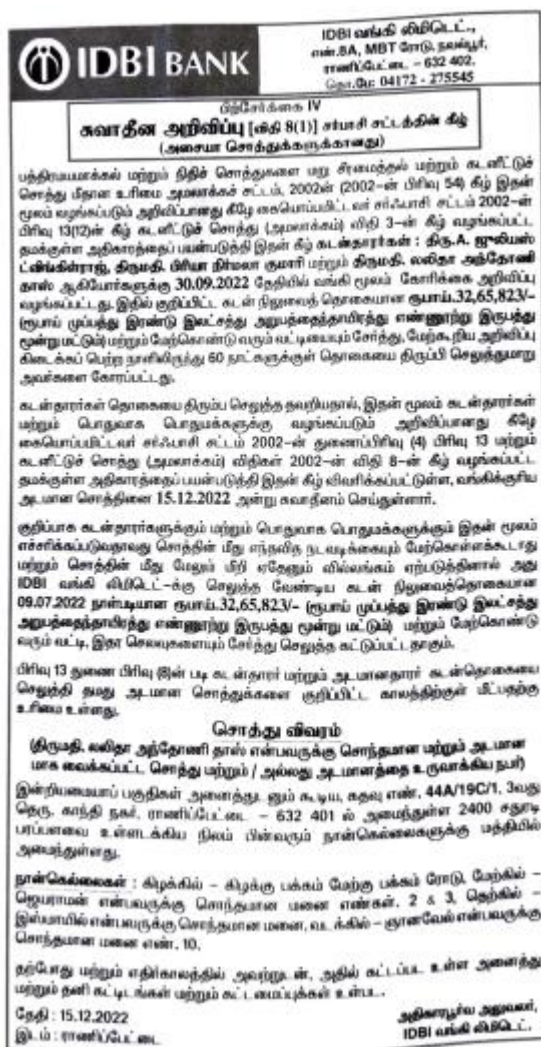 IDBI BANK
IDBI வங்கி லிமிடெட்.,
எண்.8A, MBT ரோடு, நவல்பூர்,
ராணிப்பேட்டை – 632 402.
தொ.பே: 04172 - 275545
பிற்சேர்க்கை IV
சுவாதீன அறிவிப்பு [விதி 8(1)] சர்பாசி சட்டத்தின் கீழ்
(அசையா சொத்துக்களுக்கானது)
பத்திரமயமாக்கல் மற்றும் நிதிச் சொத்துகளை மறு சீரமைத்தல் மற்றும் கடனீட்டுச்
சொத்து மீதான உரிமை அமலாக்கச் சட்டம், 2002ன் (2002–ன் பிரிவு 54) கீழ் இதன்
மூலம் வழங்கப்படும் அறிவிப்பானது கீழே கையொப்பமிட்டவர் சர்ஃபாசி சட்டம் 2002–ன்
பிரிவு 13(12)ன் கீழ் கடனீட்டுச் சொத்து (அமலாக்கம்) விதி 3–ன் கீழ் வழங்கப்பட்ட
தமக்குள்ள அதிகாரத்தைப் பயன்படுத்தி இதன் கீழ் கடன்தாரர்கள் : திரு.A. ஜூலியஸ்
ட்விங்கிள்ராஜ், திருமதி. பிரியா நிர்மலா குமாரி மற்றும் திருமதி. லலிதா அந்தோணி
தாஸ் ஆகியோர்களுக்கு 30.09.2022 தேதியில் வங்கி மூலம் கோரிக்கை அறிவிப்பு
வழங்கப்பட்டது. இதில் குறிப்பிட்ட கடன் நிலுவைத் தொகையான ரூபாய்.32,65,823/–
(ரூபாய் முப்பத்து இரண்டு இலட்சத்து அறுபத்தைந்தாயிரத்து எண்ணூற்று இருபத்து
மூன்று மட்டும்) மற்றும் மேற்கொண்டு வரும் வட்டியையும் சேர்த்து, மேற்கூறிய அறிவிப்பு
கிடைக்கப் பெற்ற நாளிலிருந்து 60 நாட்களுக்குள் தொகையை திருப்பி செலுத்துமாறு
அவர்களை கோரப்பட்டது.
கடன்தாரர்கள் தொகையை திரும்ப செலுத்த தவறியதால், இதன் மூலம் கடன்தாரர்கள்
மற்றும் பொதுவாக பொதுமக்களுக்கு வழங்கப்படும் அறிவிப்பானது கீழே
கையொப்பமிட்டவர் சர்ஃபாசி சட்டம் 2002–ன் துணைப்பிரிவு (4) பிரிவு 13 மற்றும்
கடனீட்டுச் சொத்து (அமலாக்கம்) விதிகள் 2002–ன் விதி 8–ன் கீழ் வழங்கப்பட்ட
தமக்குள்ள அதிகாரத்தைப் பயன்படுத்தி இதன் கீழ் விவரிக்கப்பட்டுள்ள, வங்கிக்குரிய
அடமான சொத்தினை 15.12.2022 அன்று சுவாதீனம் செய்துள்ளார்.
குறிப்பாக கடன்தாரர்களுக்கும் மற்றும் பொதுவாக பொதுமக்களுக்கும் இதன் மூலம்
எச்சரிக்கப்படுவதாவது சொத்தின் மீது எந்தவித நடவடிக்கையும் மேற்கொள்ளக்கூடாது
மற்றும் சொத்தின் மீது மேலும் மீறி ஏதேனும் வில்லங்கம் ஏற்படுத்தினால் அது
IDBI வங்கி லிமிடெட்–க்கு செலுத்த வேண்டிய கடன் நிலுவைத்தொகையான
09.07.2022 நாள்படியான ரூபாய்.32,65,823/– (ரூபாய் முப்பத்து இரண்டு இலட்சத்து
அறுபத்தைந்தாயிரத்து எண்ணூற்று இருபத்து மூன்று மட்டும்) மற்றும் மேற்கொண்டு
வரும் வட்டி, இதர செலவுகளையும் சேர்த்து செலுத்த கட்டுப்பட்டதாகும்.
பிரிவு 13 துணை பிரிவு (8)ன் படி கடன்தாரர் மற்றும் அடமானதாரர் கடன்தொகையை
செலுத்தி தமது அடமான சொத்துக்களை குறிப்பிட்ட காலத்திற்குள் மீட்பதற்கு
உரிமை உள்ளது.
சொத்து விவரம்
(திருமதி. லலிதா அந்தோணி தாஸ் என்பவருக்கு சொந்தமான மற்றும் அடமான
மாக வைக்கப்பட்ட சொத்து மற்றும் / அல்லது அடமானத்தை உருவாக்கிய நபர்)
இன்றியமையாப் பகுதிகள் அனைத்துடனும் கூடிய, கதவு எண். 44A/19C/1, 3வது
தெரு, காந்தி நகர், ராணிப்பேட்டை – 632 401 ல் அமைந்துள்ள 2400 சதுரடி
பரப்பளவை உள்ளடக்கிய நிலம் பின்வரும் நான்கெல்லைகளுக்கு மத்தியில்
அமைந்துள்ளது.
நான்கெல்லைகள் : கிழக்கில் – கிழக்கு பக்கம் மேற்கு பக்கம் ரோடு, மேற்கில் –
ஜெயராமன் என்பவருக்கு சொந்தமான மனை எண்கள். 2 & 3, தெற்கில் –
இஸ்மாயில் என்பவருக்கு சொந்தமான மனை, வடக்கில் – ஞானவேல் என்பவருக்கு
சொந்தமான மனை எண். 10.
தற்போது மற்றும் எதிர்காலத்தில் அவற்றுடன், அதில் கட்டப்பட உள்ள அனைத்து
மற்றும் தனி கட்டிடங்கள் மற்றும் கட்டமைப்புக்கள் உள்பட.
தேதி : 15.12.2022
இடம் : ராணிப்பேட்டை
அதிகாரபூர்வ அலுவலர்,
IDBI வங்கி லிமிடெட்.